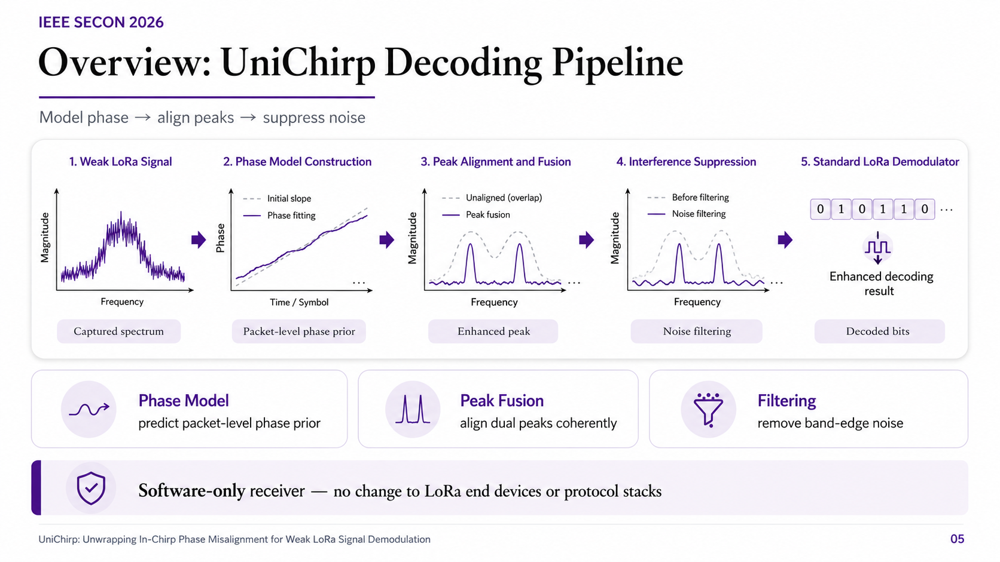 IEEE SECON 2026
Overview: UniChirp Decoding Pipeline
Model phase → align peaks → suppress noise
1. Weak LoRa Signal
Magnitude
Frequency
Captured spectrum
2. Phase Model Construction
Initial slope
Phase fitting
Phase
...
Time / Symbol
Packet-level phase prior
3. Peak Alignment and Fusion
Unaligned (overlap)
Peak fusion
Magnitude
...
Frequency
Enhanced peak
4. Interference Suppression
Before filtering
Noise filtering
Magnitude
...
Frequency
Noise filtering
5. Standard LoRa Demodulator
0 1 0 1 1 0 ...
Enhanced decoding
result
Decoded bits
Phase Model
predict packet-level phase prior
Peak Fusion
align dual peaks coherently
Filtering
remove band-edge noise
Software-only receiver — no change to LoRa end devices or protocol stacks
UniChirp: Unwrapping In-Chirp Phase Misalignment for Weak LoRa Signal Demodulation
05